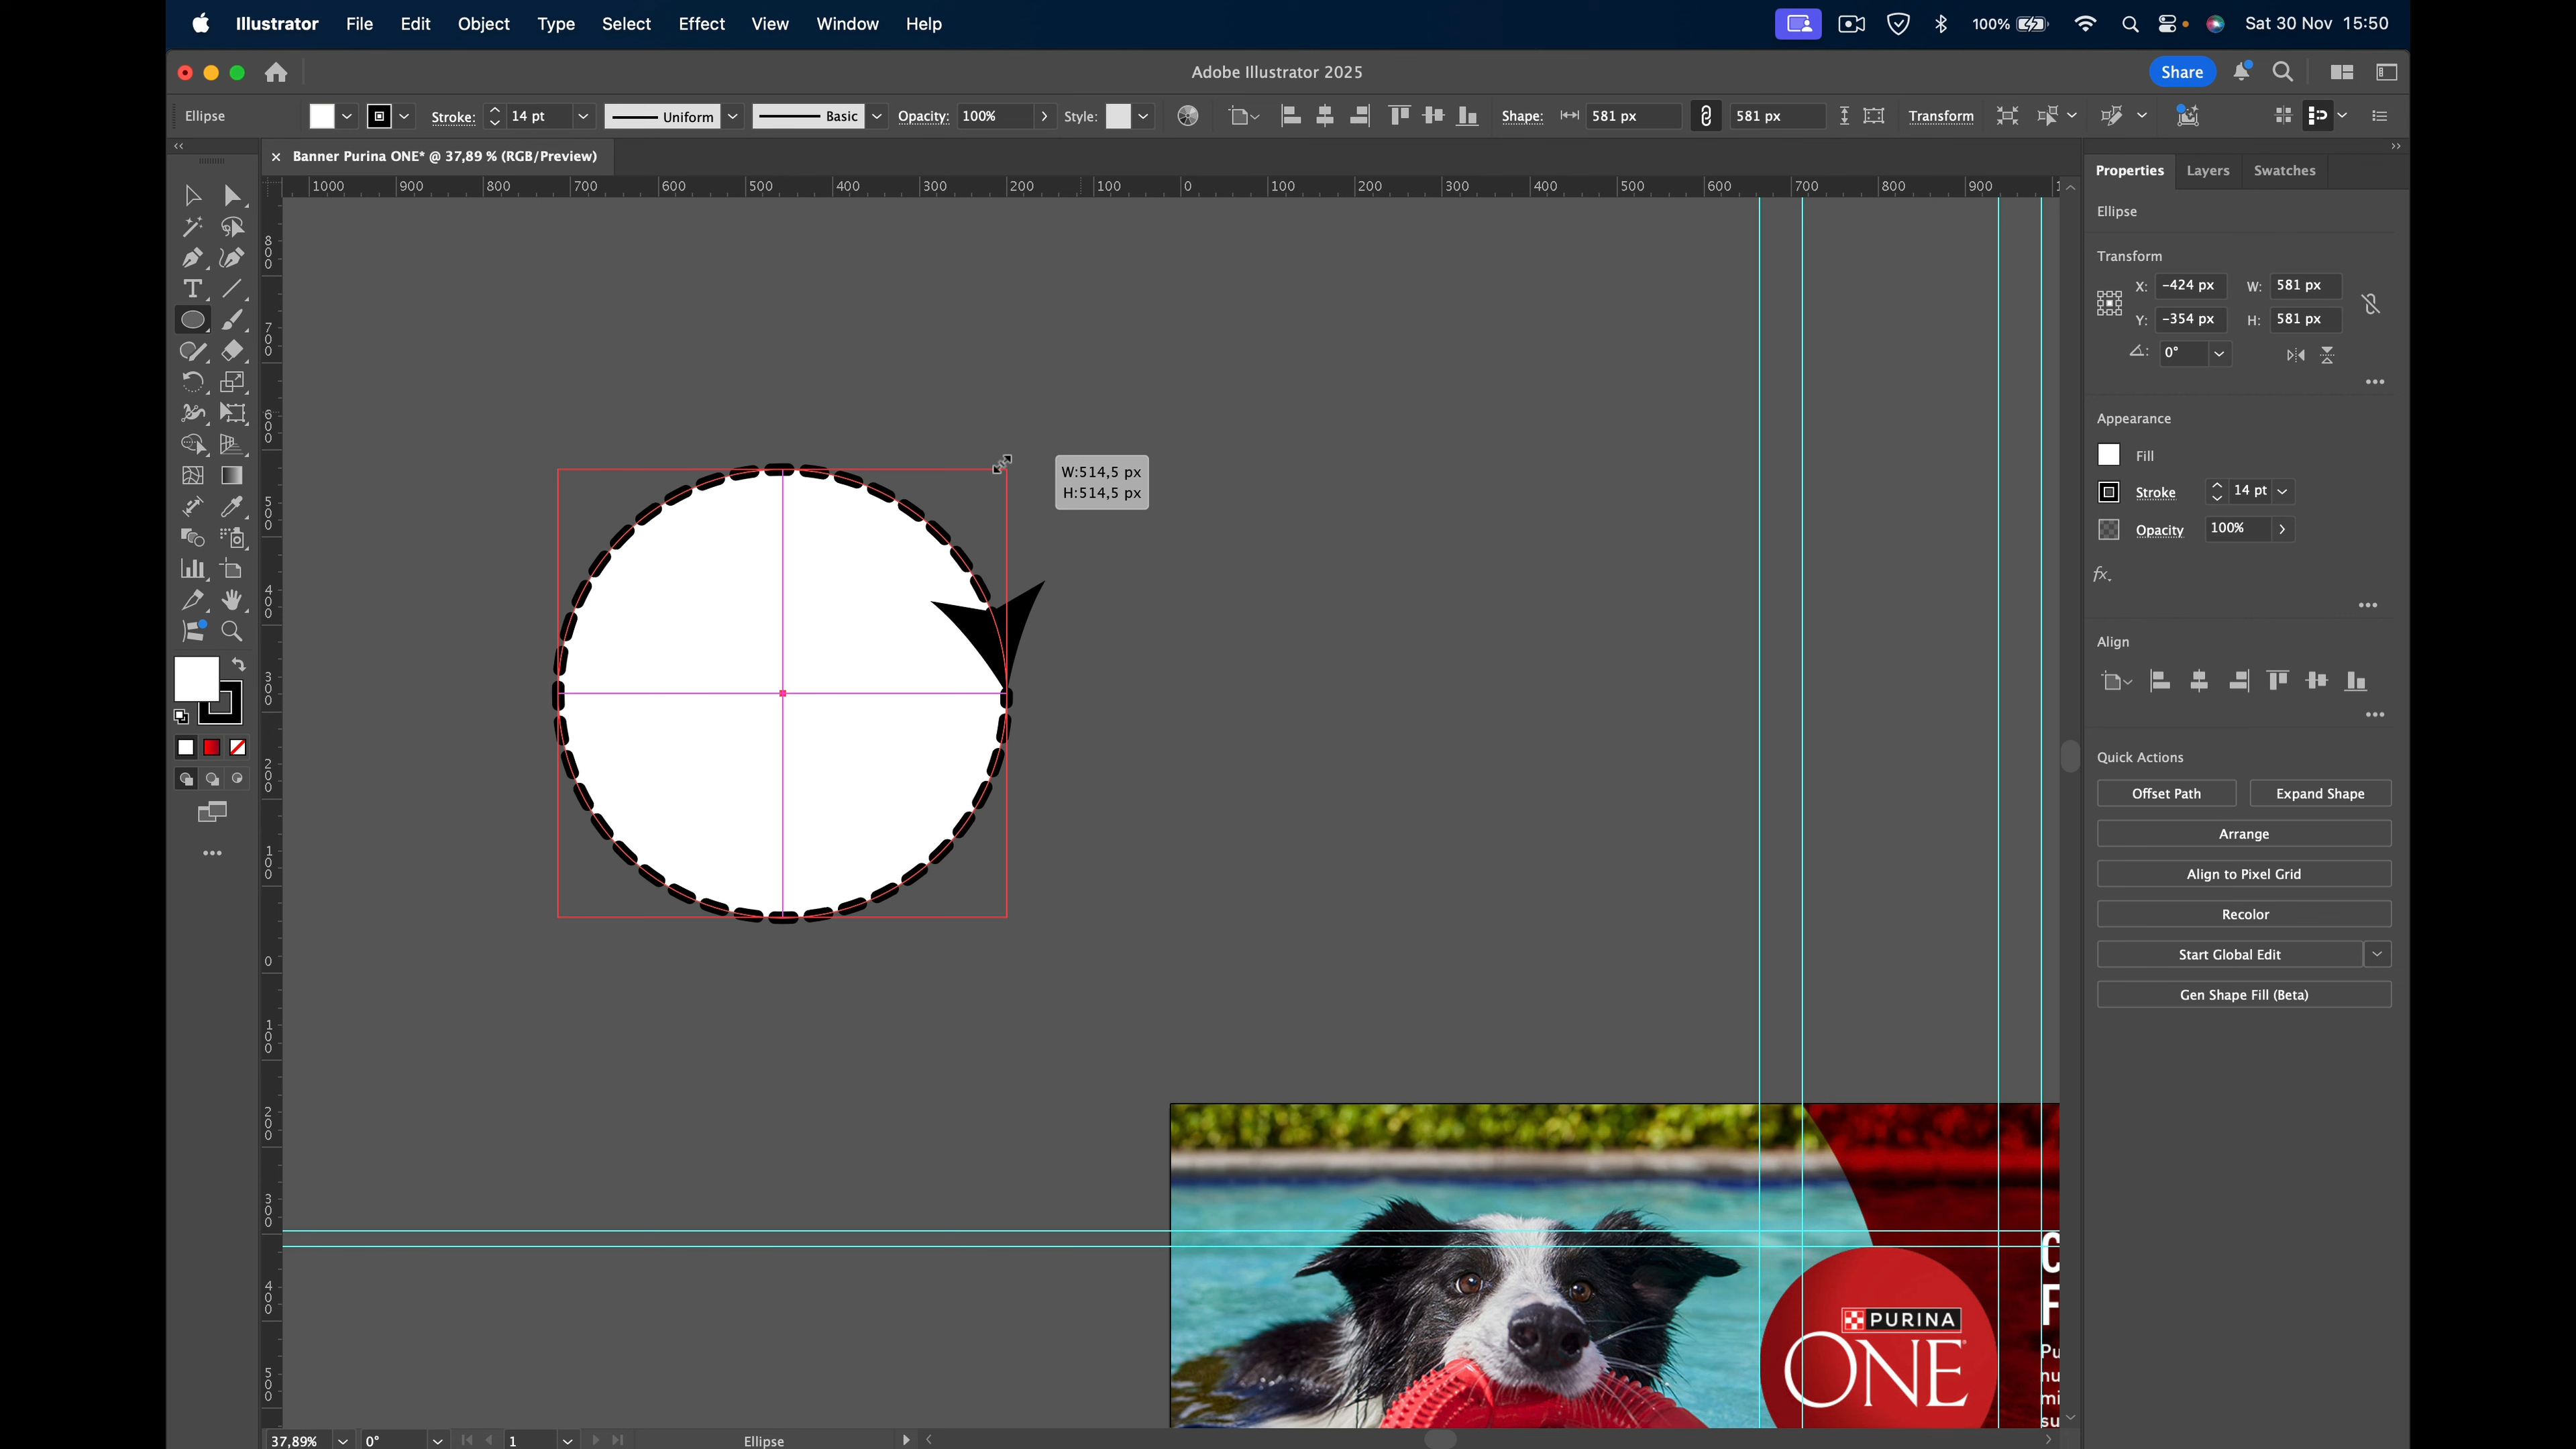 Illustrator File Edit Object Type Select Effect View Window Help 100% Sat 30 Nov 15:50
Adobe Illustrator 2025 Share
Ellipse Stroke: 14 pt Uniform Basic Opacity: 100% Style: Shape: 581 px 581 px Transform
Banner Purina ONE* @ 37,89 % (RGB/Preview)
1000 900 800 700 600 500 400 300 200 100 0 100 200 300 400 500 600 700 800 900
800
700
600
500
400
300
200
100
0
100
200
300
400
500
W:514,5 px
H:514,5 px
PURINA
ONE
C
F
Pu
nu
mi
su
Properties Layers Swatches
Ellipse
Transform
X: -424 px W: 581 px
Y: -354 px H: 581 px
0°
Appearance
Fill
Stroke 14 pt
Opacity 100%
fx.
Align
Quick Actions
Offset Path Expand Shape
Arrange
Align to Pixel Grid
Recolor
Start Global Edit
Gen Shape Fill (Beta)
37,89% 0° 1 Ellipse